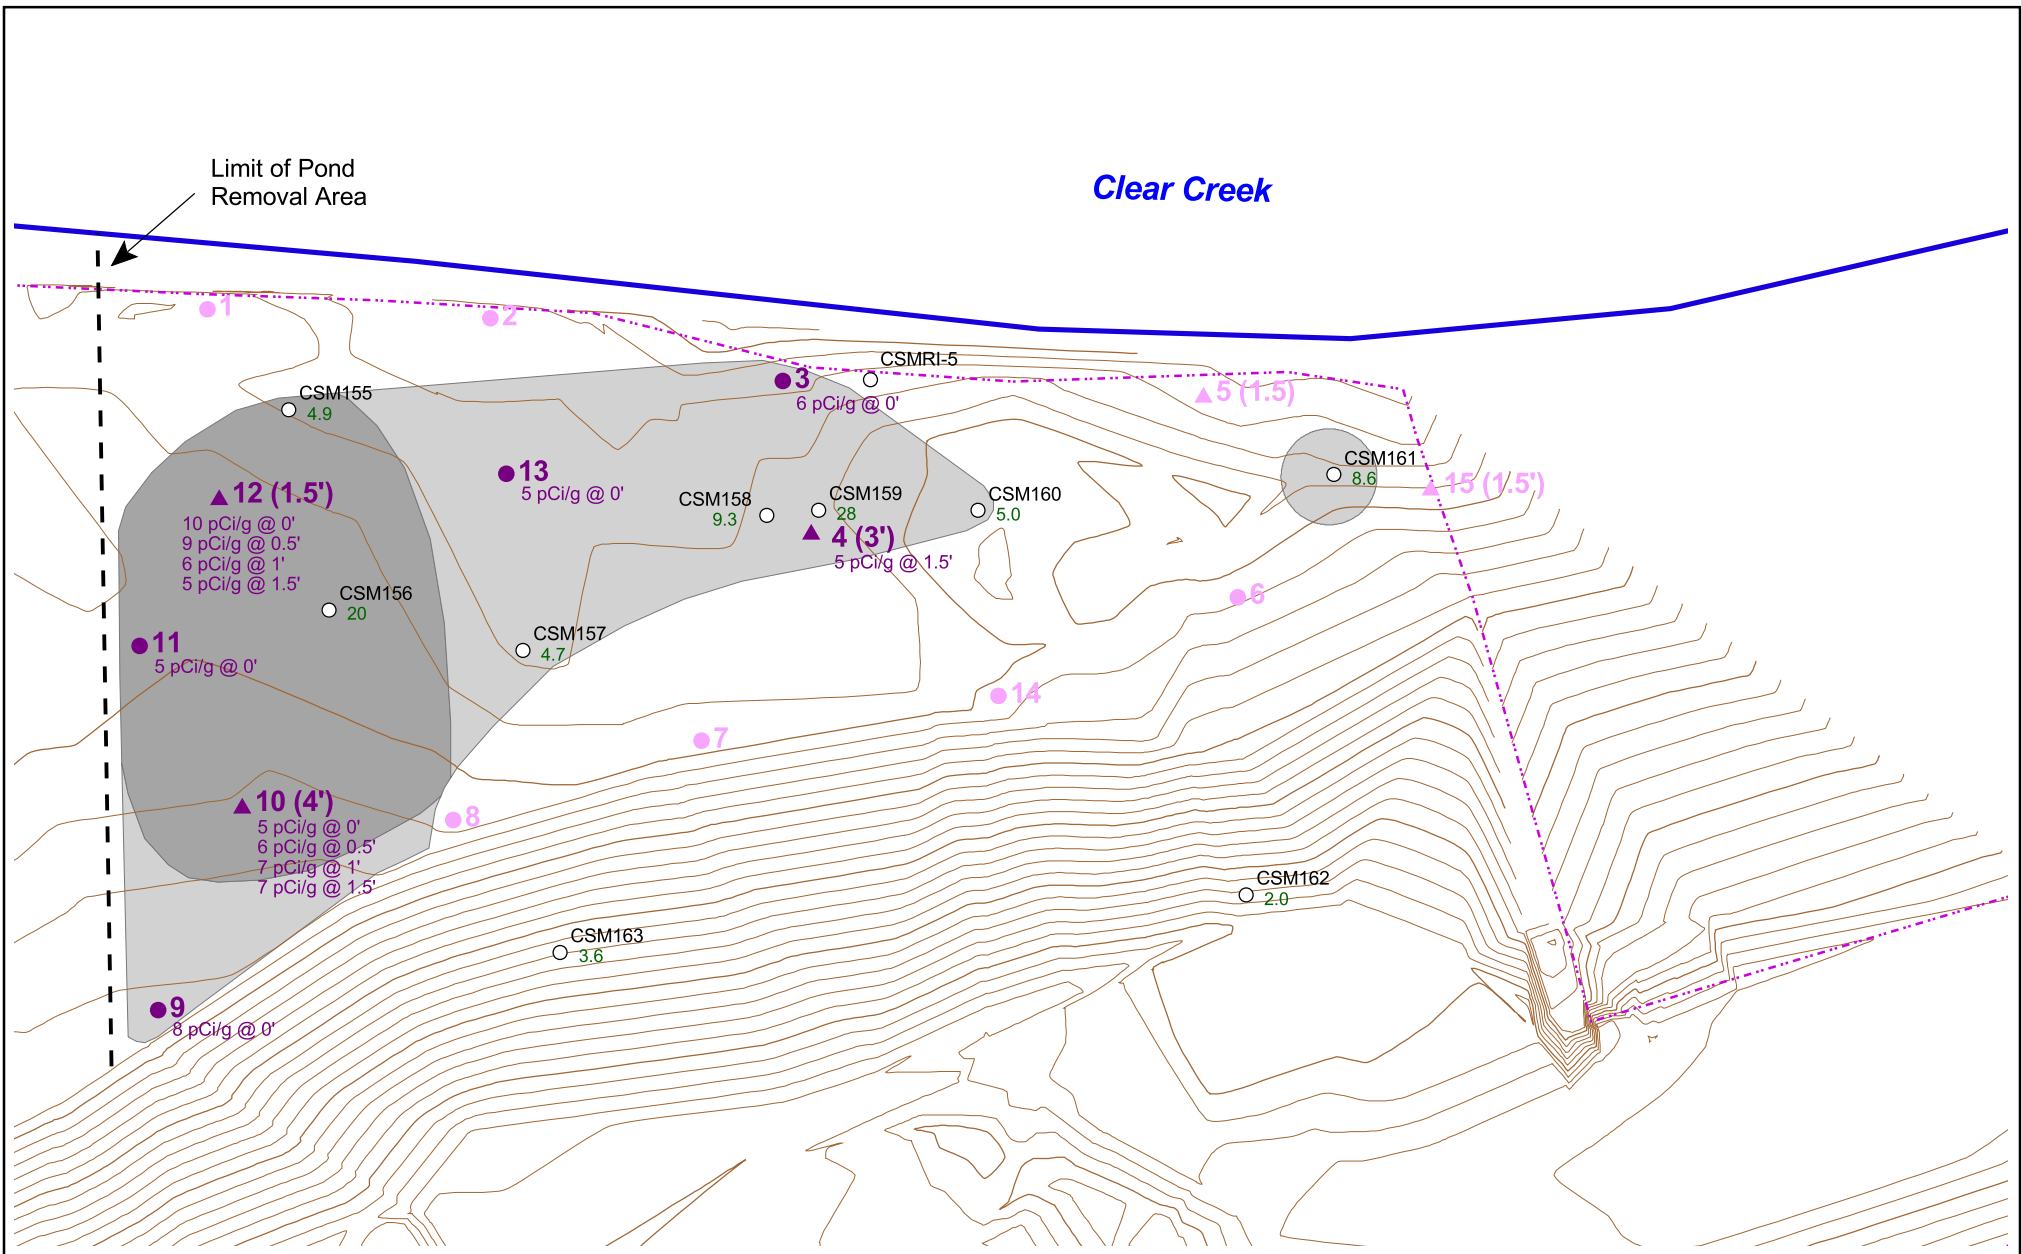 Limit of Pond
Removal Area
Clear Creek
1
2
CSMRI-5
3
6 pCi/g @ 0'
5 (1.5)
CSM155
4.9
CSM161
8.6
13
5 pCi/g @ 0'
15 (1.5')
12 (1.5')
10 pCi/g @ 0'
9 pCi/g @ 0.5'
6 pCi/g @ 1'
5 pCi/g @ 1.5'
CSM158
9.3
CSM159
28
CSM160
5.0
4 (3')
5 pCi/g @ 1.5'
CSM156
20
6
11
5 pCi/g @ 0'
CSM157
4.7
14
7
10 (4')
5 pCi/g @ 0'
6 pCi/g @ 0.5'
7 pCi/g @ 1'
7 pCi/g @ 1.5'
8
CSM162
2.0
CSM163
3.6
9
8 pCi/g @ 0'